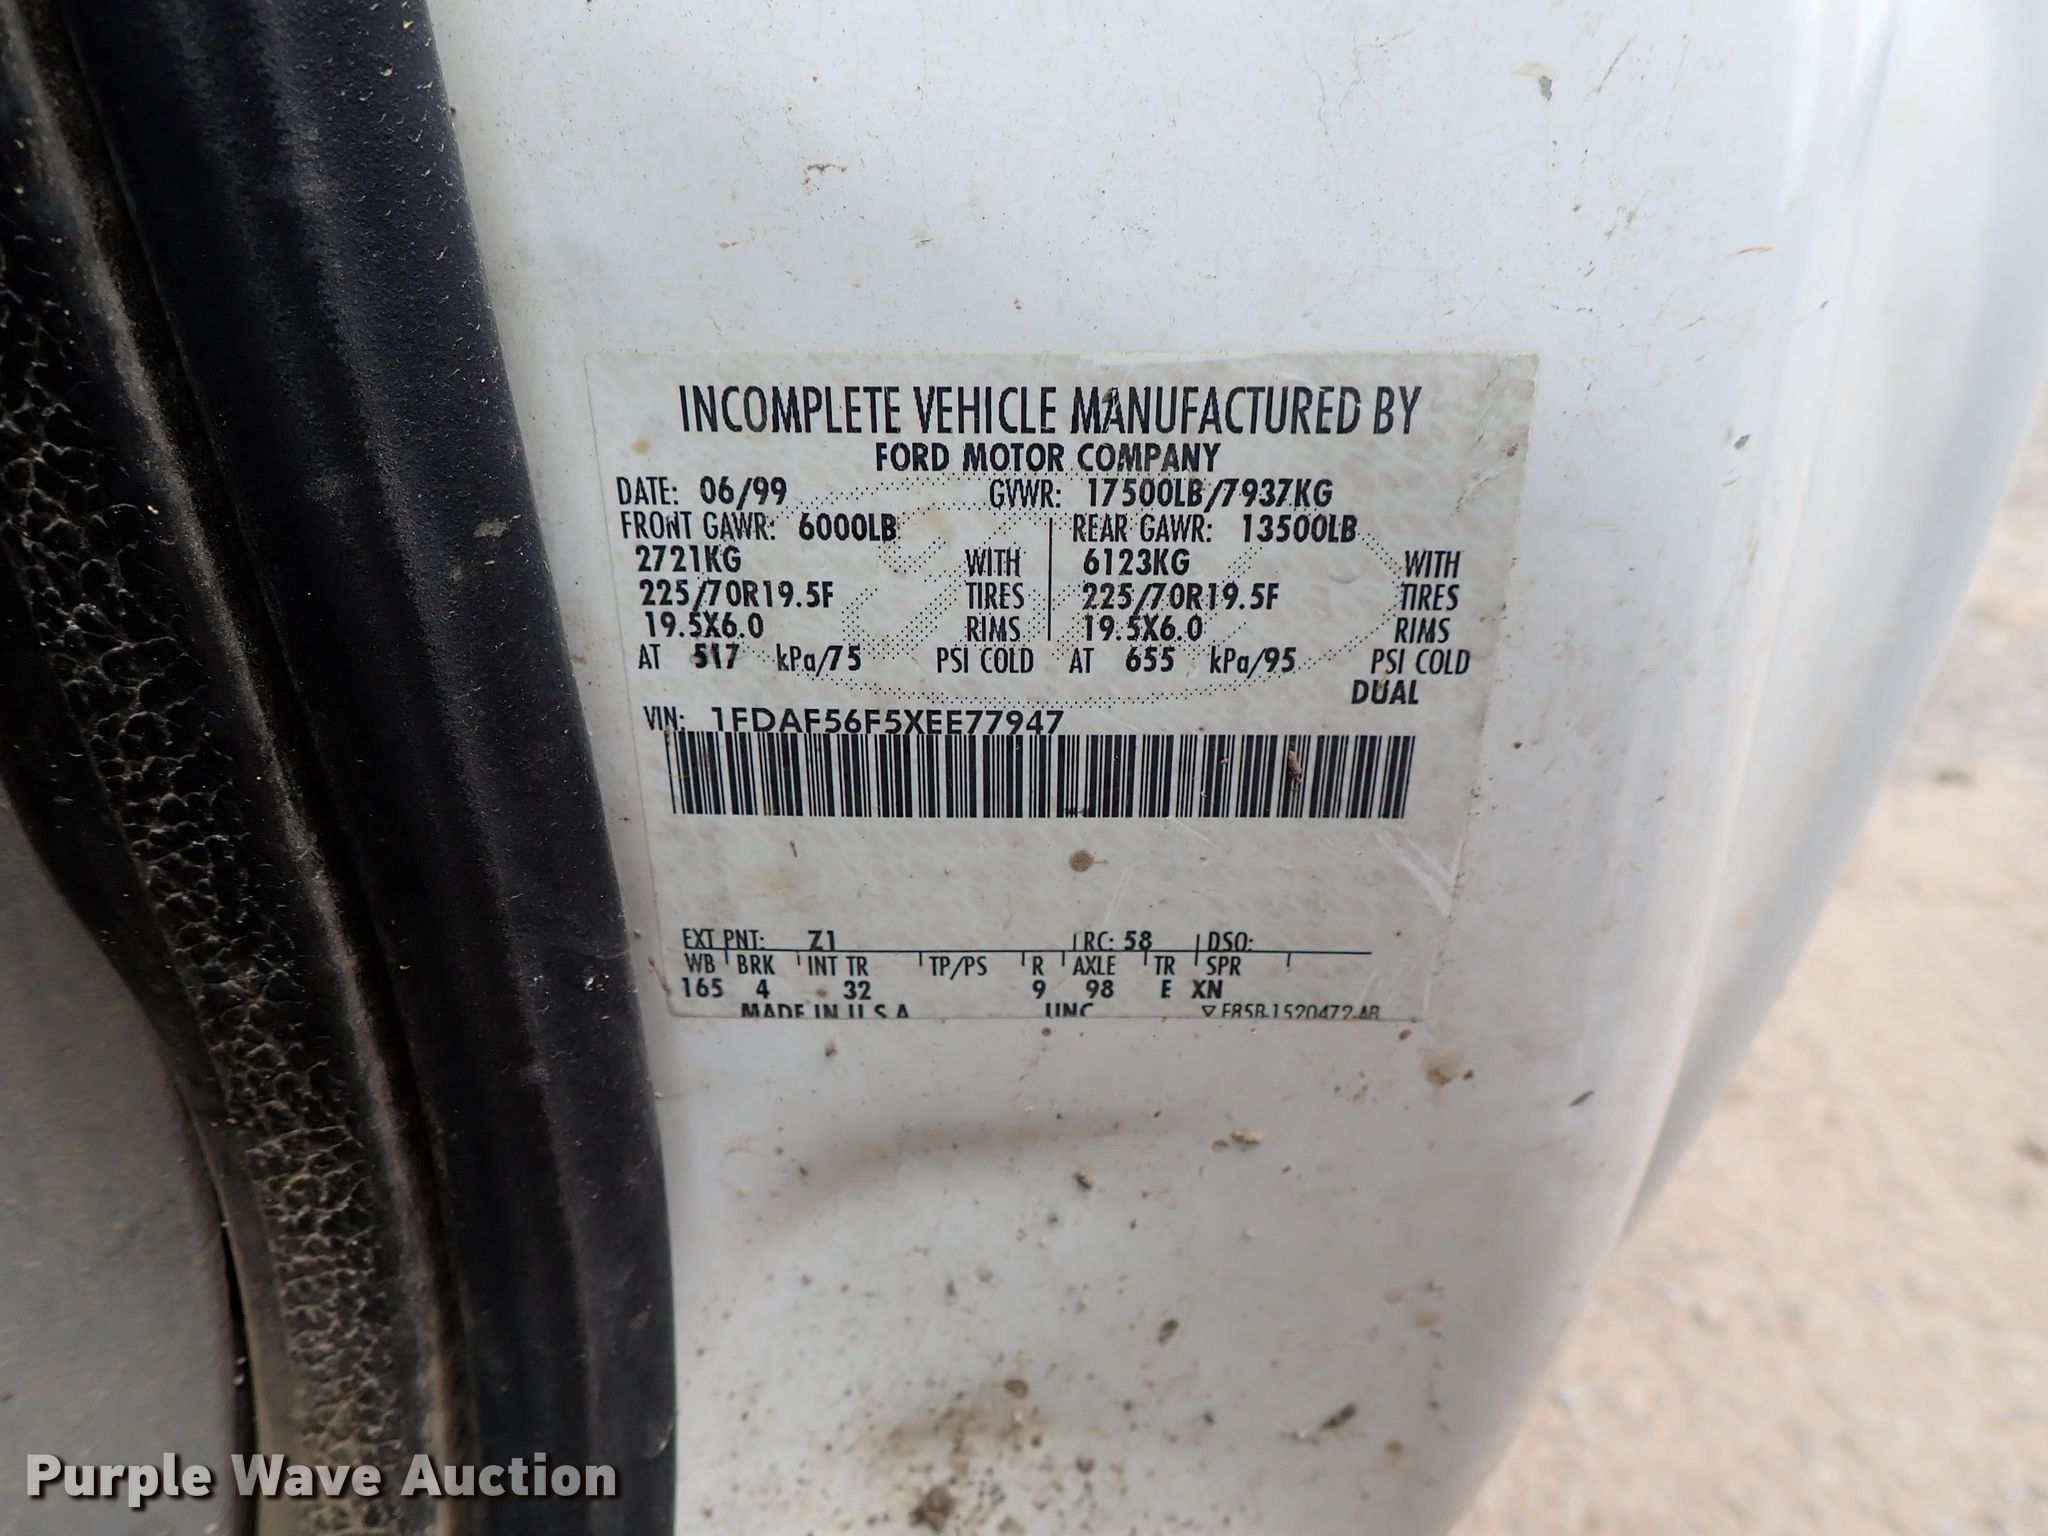 INCOMPLETE VEHICLE MANUFACTURED BY
FORD MOTOR COMPANY
DATE: 06/99 GVWR: 17500LB/7937KG
FRONT GAWR: 6000LB REAR GAWR: 13500LB
2721KG WITH 6123KG WITH
225/70R19.5F TIRES 225/70R19.5F TIRES
19.5X6.0 RIMS 19.5X6.0 RIMS
AT 517 kPa/75 PSI COLD AT 655 kPa/95 PSI COLD
DUAL
VIN: 1FDAF56F5XEE77947
EXT PNT: Z1 RC: 58 DSO:
WB BRK INT TR TP/PS R AXLE TR SPR
165 4 32 9 98 E XN
MADE IN U.S.A. UNC ▽ F85B-1520472-AB
Purple Wave Auction